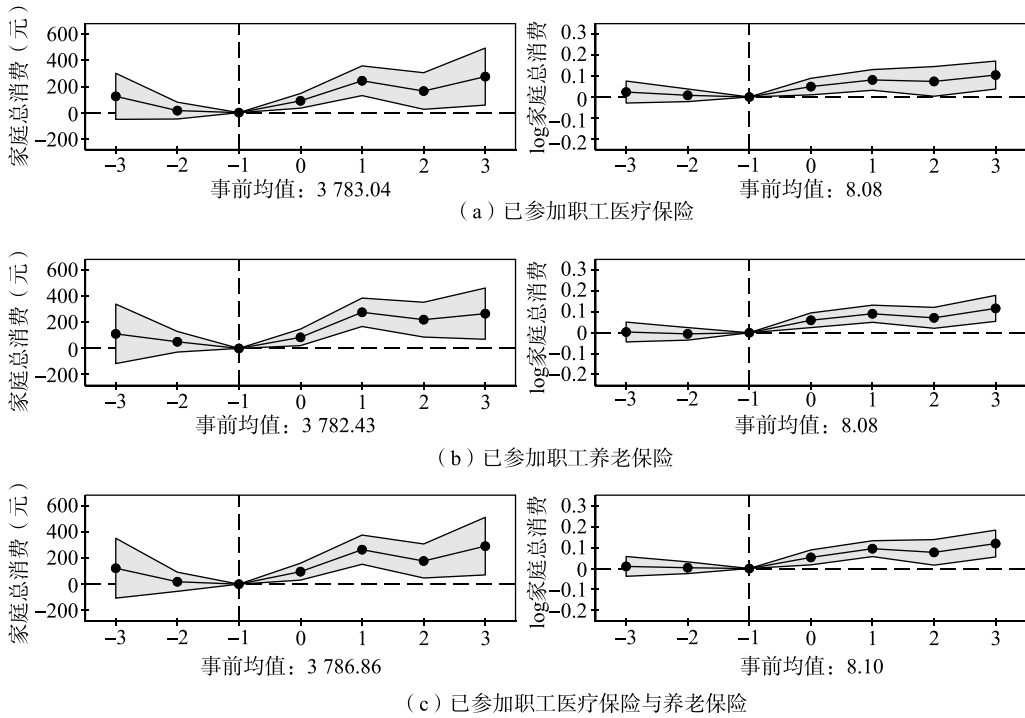 家庭总消费（元）
600
400
200
0
−200
−3 −2 −1 0 1 2 3
事前均值：3 783.04
log家庭总消费
0.3
0.2
0.1
0
−0.1
−0.2
−3 −2 −1 0 1 2 3
事前均值：8.08
（a）已参加职工医疗保险
家庭总消费（元）
600
400
200
0
−200
−3 −2 −1 0 1 2 3
事前均值：3 782.43
log家庭总消费
0.3
0.2
0.1
0
−0.1
−0.2
−3 −2 −1 0 1 2 3
事前均值：8.08
（b）已参加职工养老保险
家庭总消费（元）
600
400
200
0
−200
−3 −2 −1 0 1 2 3
事前均值：3 786.86
log家庭总消费
0.3
0.2
0.1
0
−0.1
−0.2
−3 −2 −1 0 1 2 3
事前均值：8.10
（c）已参加职工医疗保险与养老保险